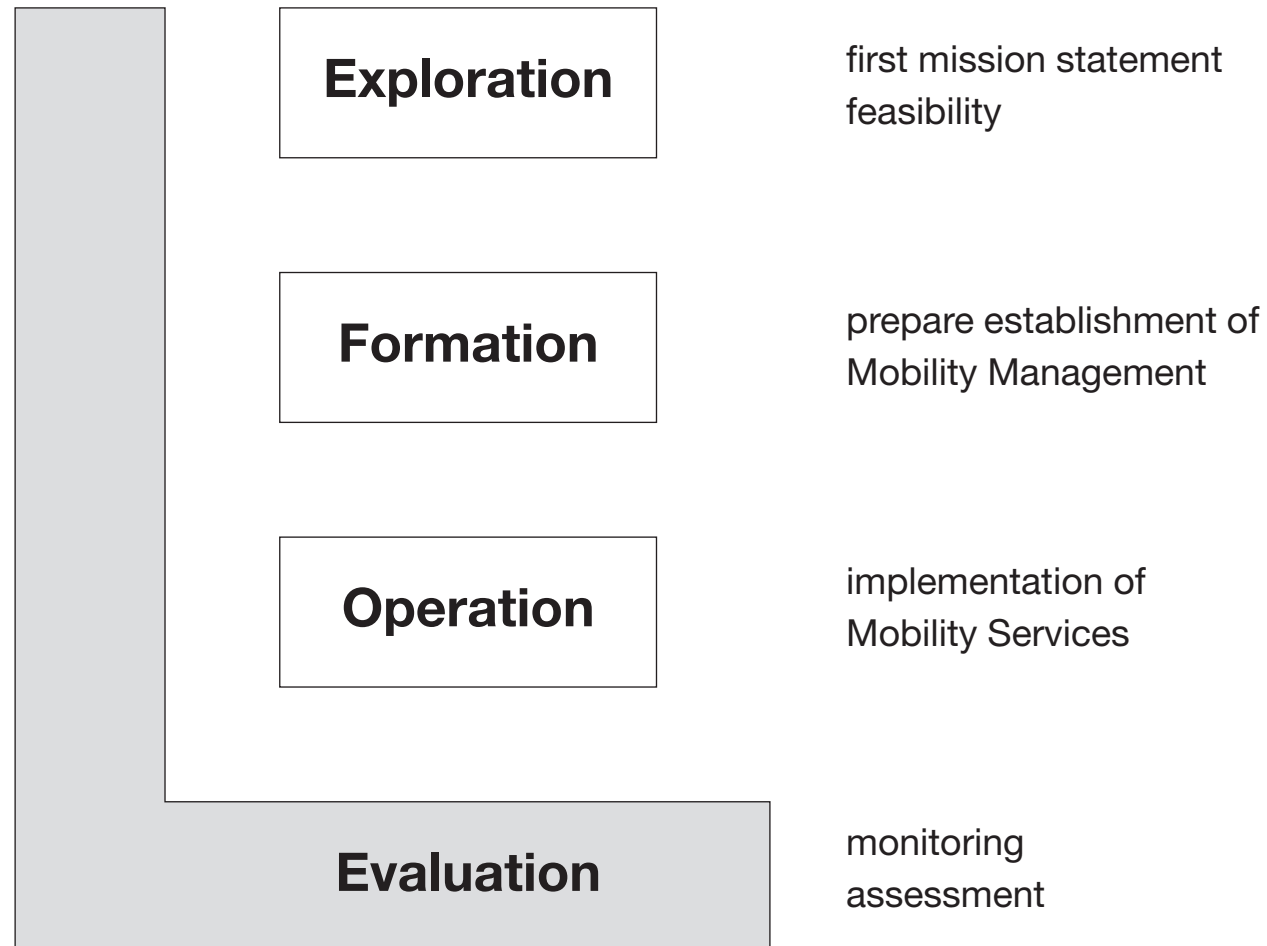 Exploration
first mission statement
feasibility
Formation
prepare establishment of
Mobility Management
Operation
implementation of
Mobility Services
Evaluation
monitoring
assessment